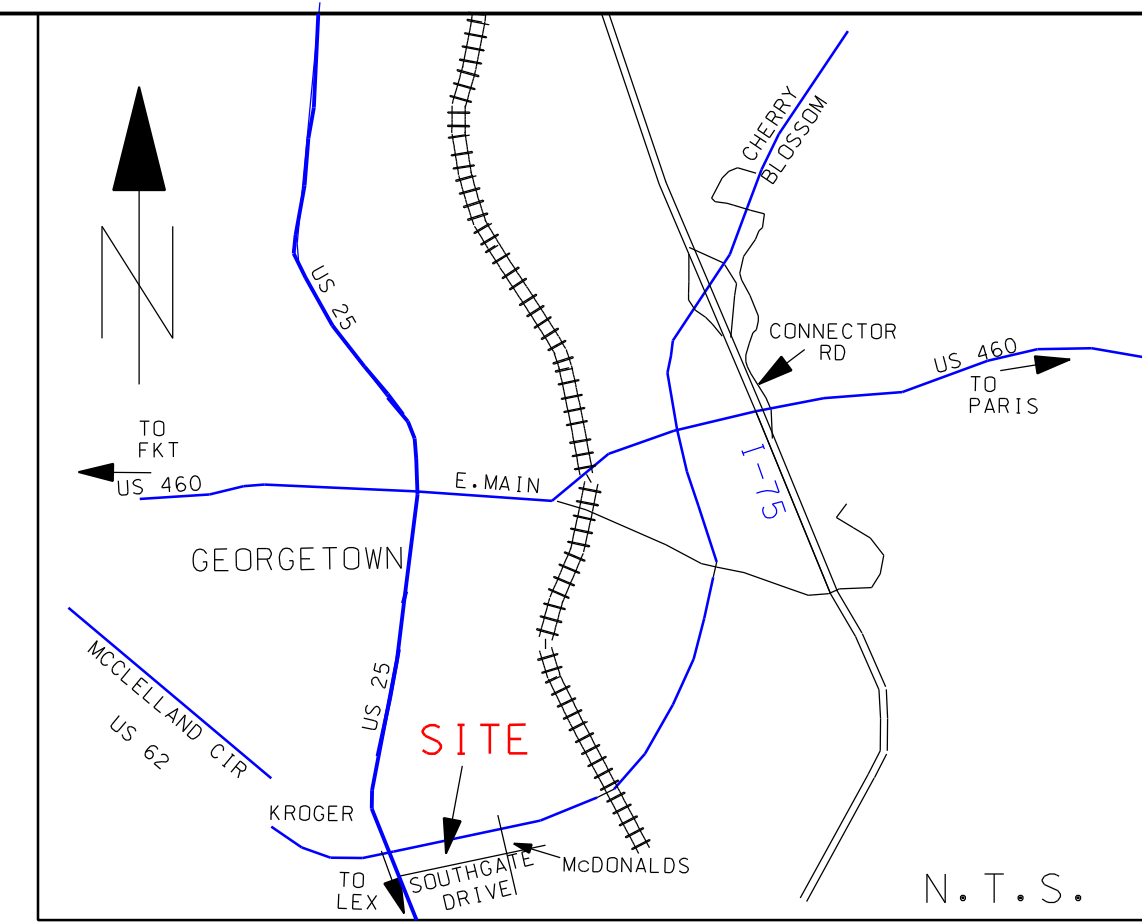 CHERRY
BLOSSOM
N
US 25
CONNECTOR
RD
US 460
TO
PARIS
TO
FKT
US 460
E.MAIN
I-75
GEORGETOWN
MCCLELLAND CIR
US 62
US 25
SITE
KROGER
McDONALDS
SOUTHGATE
DRIVE
TO
LEX
N.T.S.